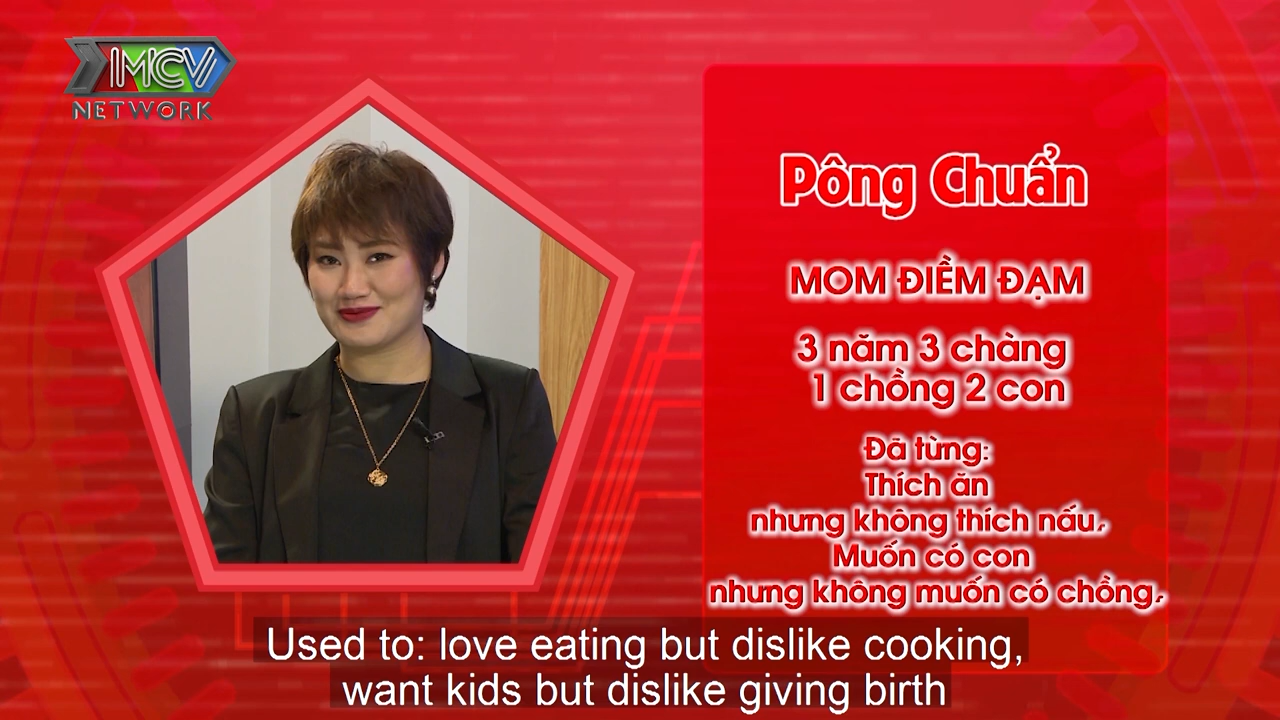 MCV
NETWORK
Pông Chuẩn
MOM ĐIỀM ĐẠM
3 năm 3 chàng
1 chồng 2 con
Đã từng:
Thích ăn
nhưng không thích nấu,
Muốn có con
nhưng không muốn có chồng,
Used to: love eating but dislike cooking,
want kids but dislike giving birth